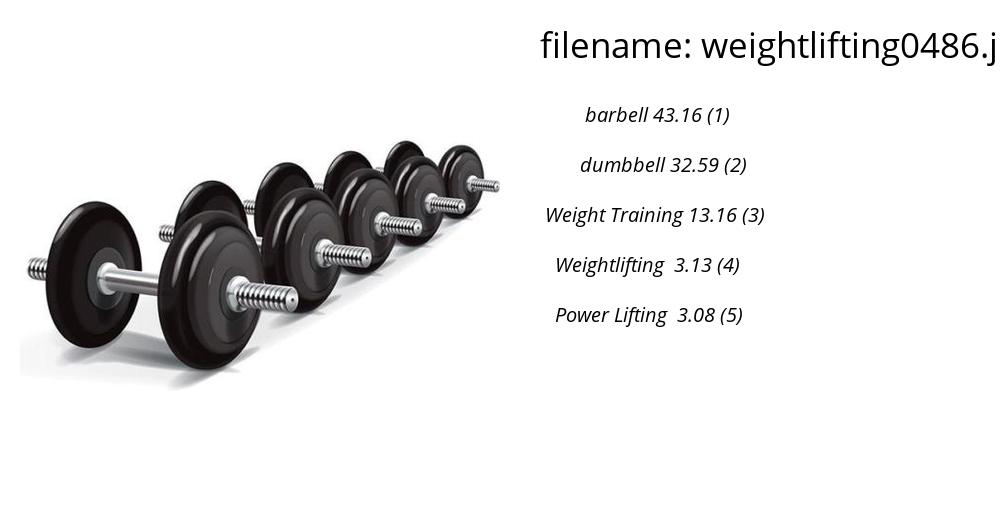 filename: weightlifting0486.j
barbell 43.16 (1)
dumbbell 32.59 (2)
Weight Training 13.16 (3)
Weightlifting 3.13 (4)
Power Lifting 3.08 (5)